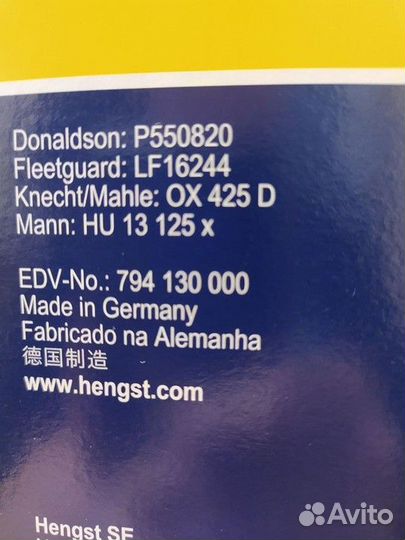 Donaldson: P550820
Fleetguard: LF16244
Knecht/Mahle: OX 425 D
Mann: HU 13 125 x
EDV-No.: 794 130 000
Made in Germany
Fabricado na Alemanha
德国制造
www.hengst.com
Hengst SE
Avito